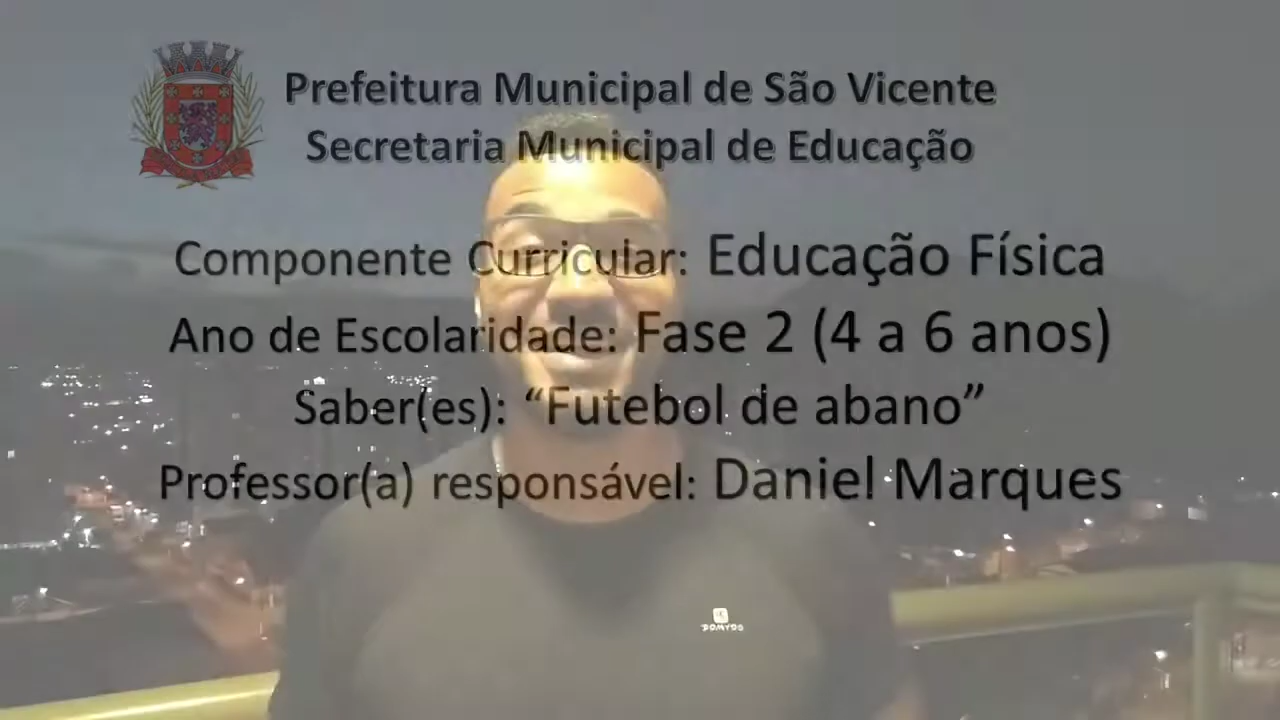 Prefeitura Municipal de São Vicente
Secretaria Municipal de Educação
Componente Curricular: Educação Física
Ano de Escolaridade: Fase 2 (4 a 6 anos)
Saber(es): “Futebol de abano”
Professor(a) responsável: Daniel Marques
DOMYOS